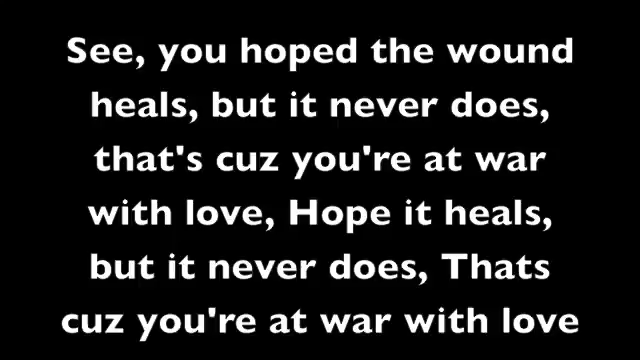 See, you hoped the wound
heals, but it never does,
that's cuz you're at war
with love, Hope it heals,
but it never does, Thats
cuz you're at war with love